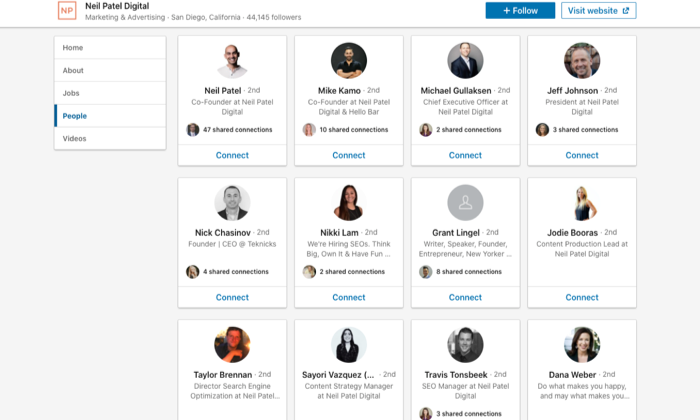 NP
Neil Patel Digital
Marketing & Advertising · San Diego, California · 44,145 followers
+ Follow
Visit website
Home
About
Jobs
People
Videos
Neil Patel · 2nd
Co-Founder at Neil Patel
Digital
47 shared connections
Connect
Mike Kamo · 2nd
Co-Founder at Neil Patel
Digital & Hello Bar
10 shared connections
Connect
Michael Gullaksen · 2nd
Chief Executive Officer at
Neil Patel Digital
2 shared connections
Connect
Jeff Johnson · 2nd
President at Neil Patel
Digital
3 shared connections
Connect
Nick Chasinov · 2nd
Founder | CEO @ Teknicks
4 shared connections
Connect
Nikki Lam · 2nd
We're Hiring SEOs. Think
Big, Own It & Have Fun ...
2 shared connections
Connect
Grant Lingel · 2nd
Writer, Speaker, Founder,
Entrepreneur, New Yorker ...
8 shared connections
Connect
Jodie Booras · 2nd
Content Production Lead at
Neil Patel Digital
Connect
Taylor Brennan · 2nd
Director Search Engine
Optimization at Neil Patel...
Sayori Vazquez (... · 2nd
Content Strategy Manager
at Neil Patel Digital
Travis Tonsbeek · 2nd
SEO Manager at Neil Patel
Digital
3 shared connections
Dana Weber · 2nd
Do what makes you happy,
and may what makes you...